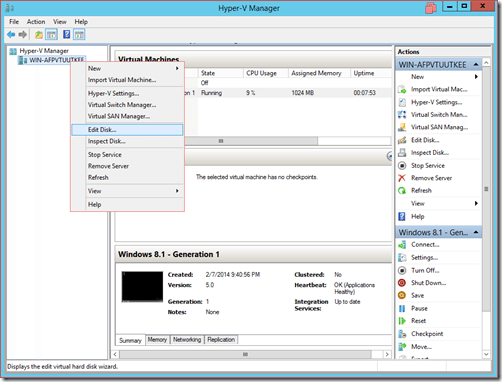 Hyper-V Manager
File Action View Help
Hyper-V Manager
WIN-AFPVTUUTKEE
New
Import Virtual Machine...
Hyper-V Settings...
Virtual Switch Manager...
Virtual SAN Manager...
Edit Disk...
Inspect Disk...
Stop Service
Remove Server
Refresh
View
Help
Virtual Machines
State CPU Usage Assigned Memory Uptime
Off
on 1 Running 9 % 1024 MB 00:07:53
The selected virtual machine has no checkpoints.
Windows 8.1 - Generation 1
Created: 2/7/2014 9:40:56 PM Clustered: No
Version: 5.0 Heartbeat: OK (Applications Healthy)
Generation: 1 Integration Services: Up to date
Notes: None
Summary Memory Networking Replication
Actions
WIN-AFPVTUUTKEE
New
Import Virtual Mac...
Hyper-V Settings...
Virtual Switch Man...
Virtual SAN Manag...
Edit Disk...
Inspect Disk...
Stop Service
Remove Server
Refresh
View
Help
Windows 8.1 - Gen...
Connect...
Settings...
Turn Off...
Shut Down...
Save
Pause
Reset
Checkpoint
Move...
Displays the edit virtual hard disk wizard.